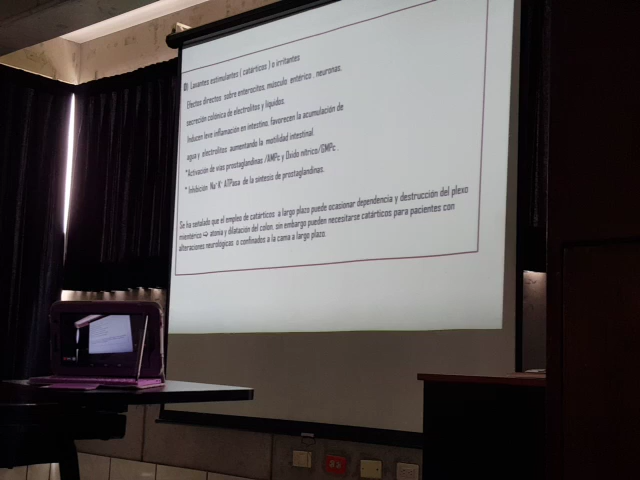 B) Laxantes estimulantes ( catárticos ) o irritantes
Efectos directos sobre enterocitos, músculo entérico , neuronas,
secreción colónica de electrolitos y líquidos.
Inducen leve inflamación en intestino, favorecen la acumulación de
agua y electrolitos aumentando la motilidad intestinal.
*Activación de vías prostaglandinas /AMPc y Oxido nítrico/GMPc .
* Inhibición Na⁺K⁺ ATPasa de la síntesis de prostaglandinas.
Se ha señalado que el empleo de catárticos a largo plazo puede ocasionar dependencia y destrucción del plexo
mientérico ⇨ atonía y dilatación del colon, sin embargo pueden necesitarse catárticos para pacientes con
alteraciones neurológicas o confinados a la cama a largo plazo.